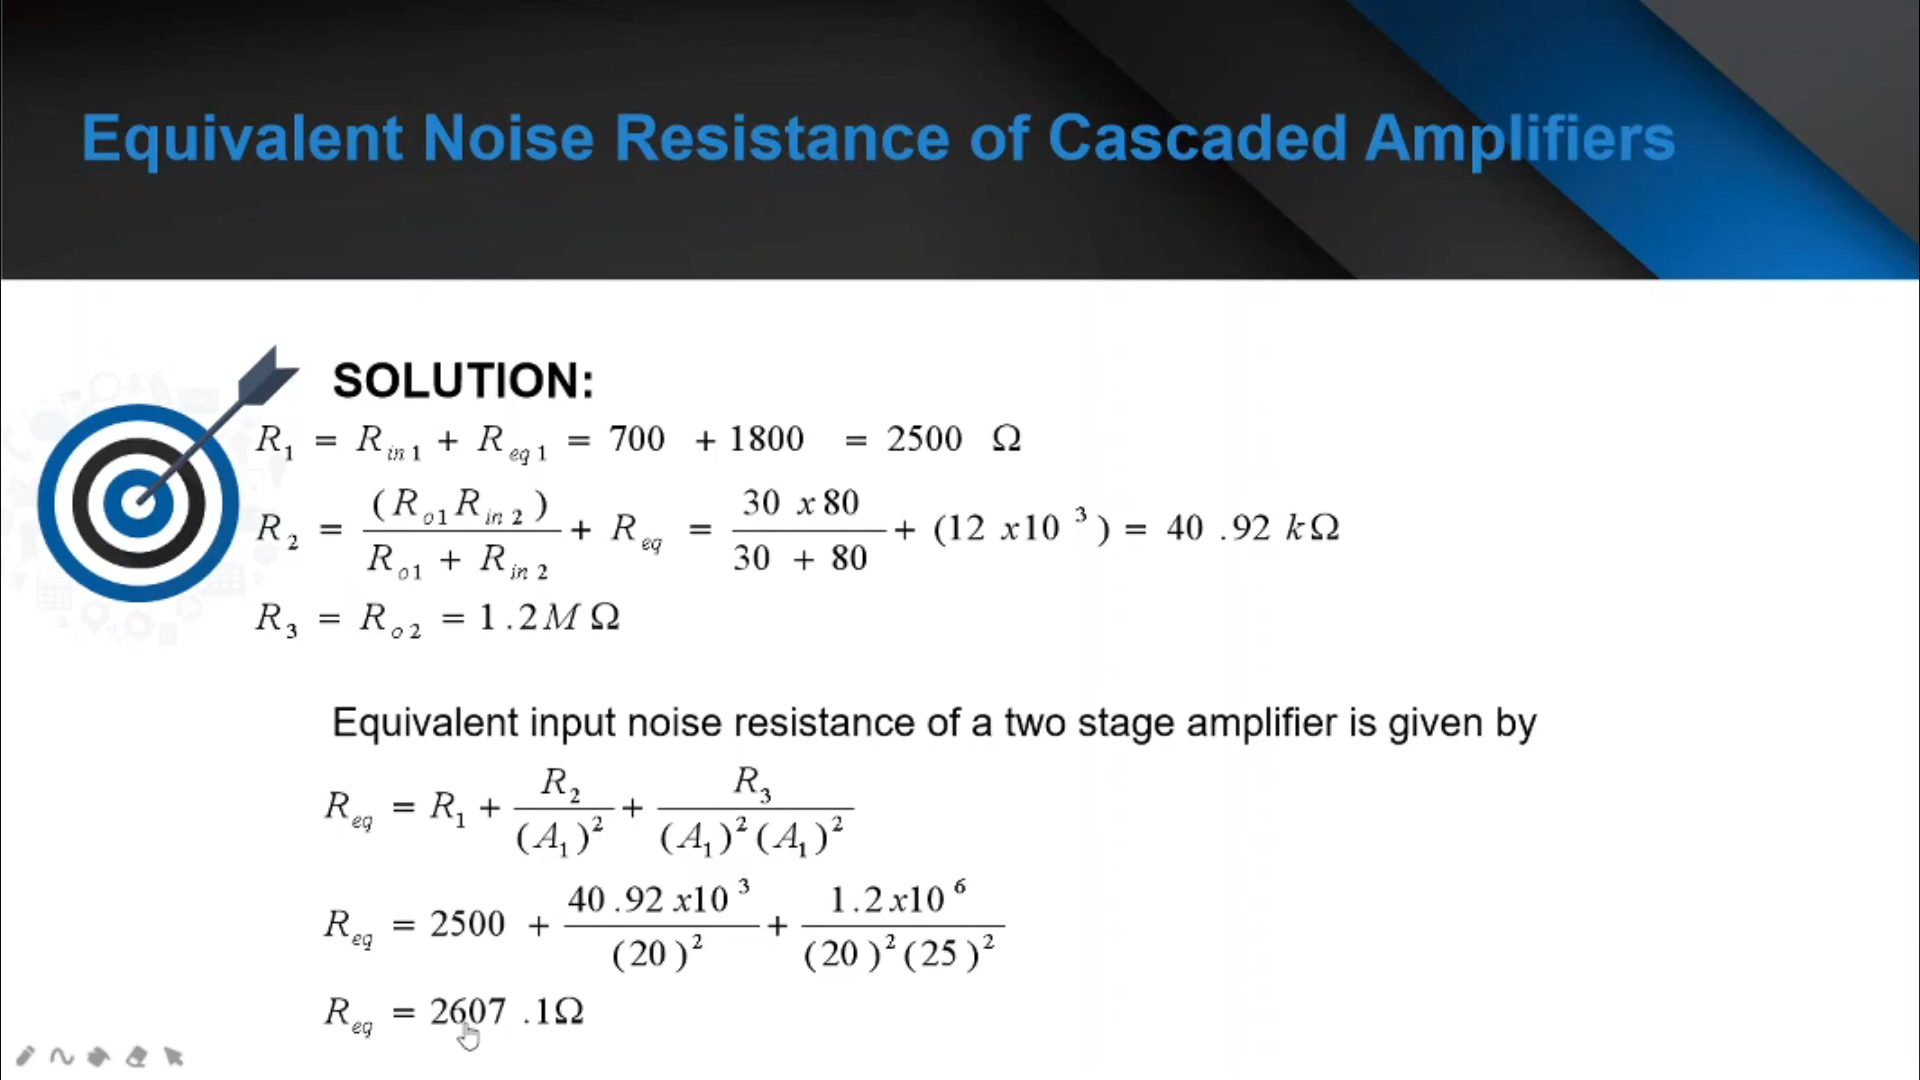 Equivalent Noise Resistance of Cascaded Amplifiers
SOLUTION:
R₁ = R_in1 + R_eq1 = 700 + 1800 = 2500 Ω
R₂ = (R_o1 R_in2) / (R_o1 + R_in2) + R_eq = (30 x 80) / (30 + 80) + (12 x10³) = 40.92 kΩ
R₃ = R_o2 = 1.2M Ω
Equivalent input noise resistance of a two stage amplifier is given by
R_eq = R₁ + R₂ / (A₁)² + R₃ / (A₁)² (A₁)²
R_eq = 2500 + 40.92 x10³ / (20)² + 1.2x10⁶ / (20)² (25)²
R_eq = 2607.1Ω